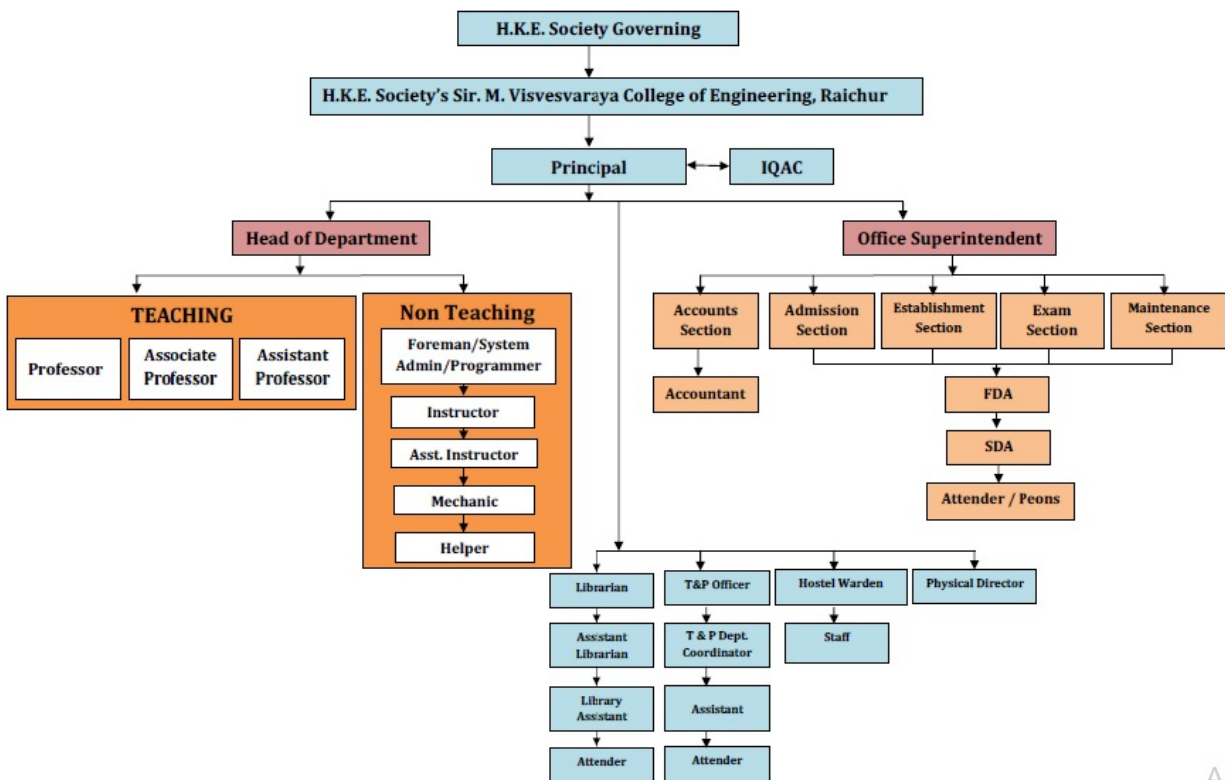 H.K.E. Society Governing
H.K.E. Society's Sir. M. Visvesvaraya College of Engineering, Raichur
Principal
IQAC
Head of Department
Office Superintendent
TEACHING
Professor
Associate
Professor
Assistant
Professor
Non Teaching
Foreman/System
Admin/Programmer
Instructor
Asst. Instructor
Mechanic
Helper
Accounts
Section
Admission
Section
Establishment
Section
Exam
Section
Maintenance
Section
Accountant
FDA
SDA
Attender / Peons
Librarian
T&P Officer
Hostel Warden
Physical Director
Assistant
Librarian
T & P Dept.
Coordinator
Staff
Library
Assistant
Assistant
Attender
Attender